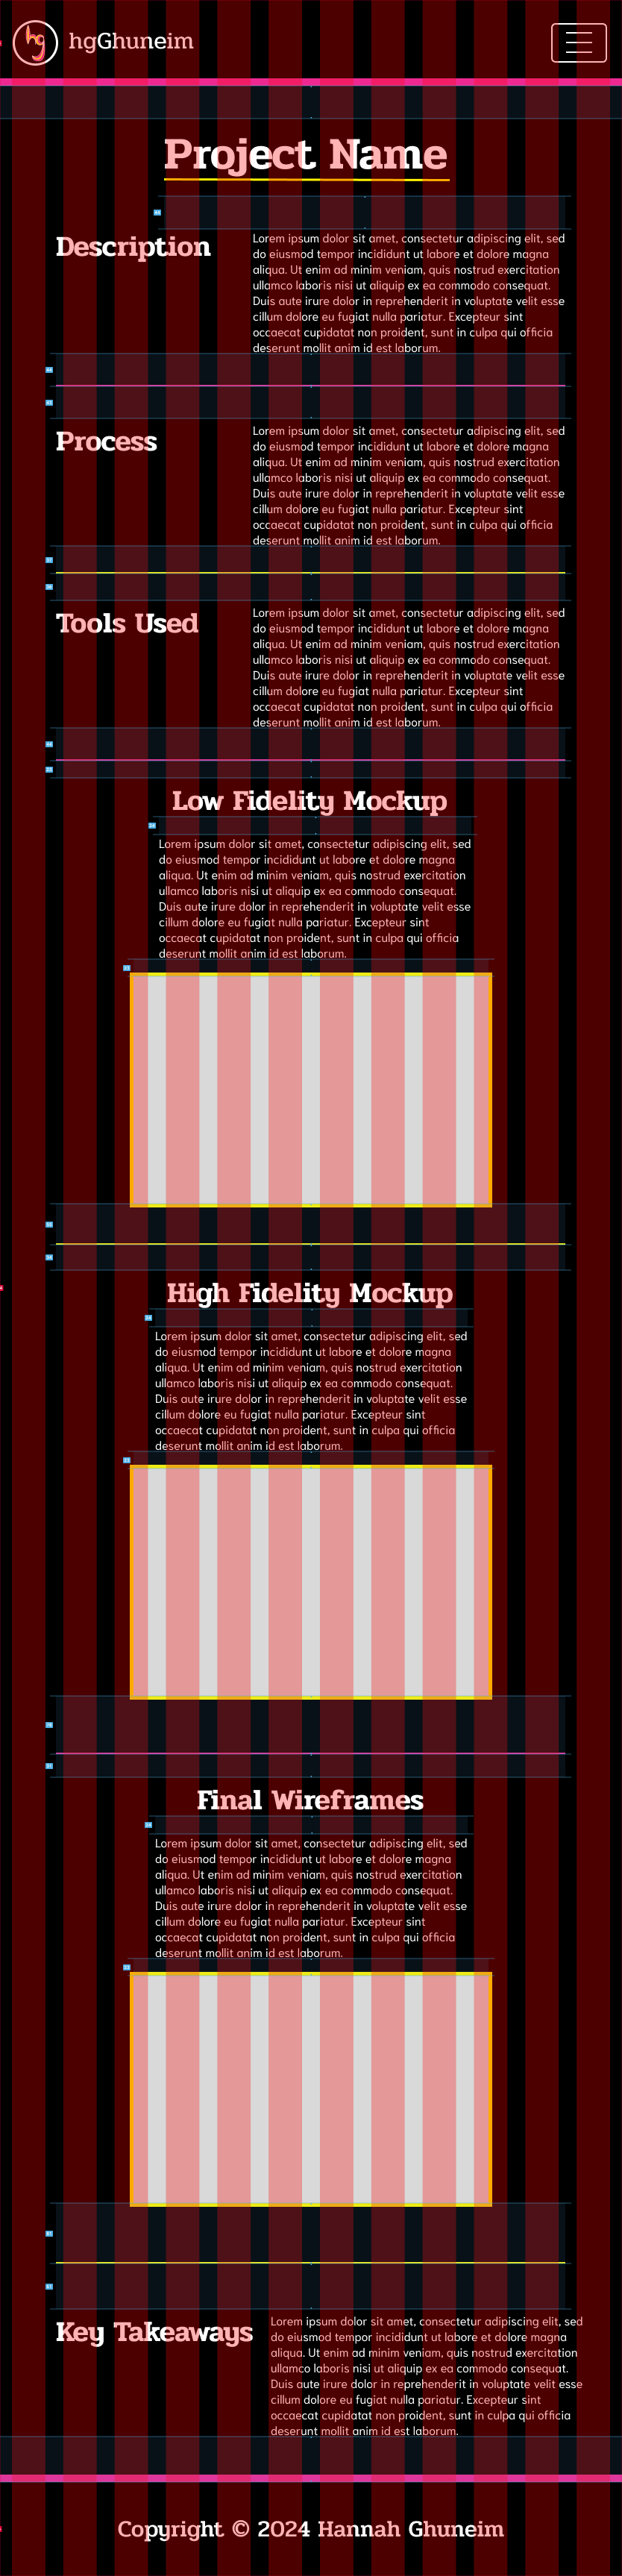 hgGhuneim
Project Name
Description
Lorem ipsum dolor sit amet, consectetur adipiscing elit, sed
do eiusmod tempor incididunt ut labore et dolore magna
aliqua. Ut enim ad minim veniam, quis nostrud exercitation
ullamco laboris nisi ut aliquip ex ea commodo consequat.
Duis aute irure dolor in reprehenderit in voluptate velit esse
cillum dolore eu fugiat nulla pariatur. Excepteur sint
occaecat cupidatat non proident, sunt in culpa qui officia
deserunt mollit anim id est laborum.
Process
Lorem ipsum dolor sit amet, consectetur adipiscing elit, sed
do eiusmod tempor incididunt ut labore et dolore magna
aliqua. Ut enim ad minim veniam, quis nostrud exercitation
ullamco laboris nisi ut aliquip ex ea commodo consequat.
Duis aute irure dolor in reprehenderit in voluptate velit esse
cillum dolore eu fugiat nulla pariatur. Excepteur sint
occaecat cupidatat non proident, sunt in culpa qui officia
deserunt mollit anim id est laborum.
Tools Used
Lorem ipsum dolor sit amet, consectetur adipiscing elit, sed
do eiusmod tempor incididunt ut labore et dolore magna
aliqua. Ut enim ad minim veniam, quis nostrud exercitation
ullamco laboris nisi ut aliquip ex ea commodo consequat.
Duis aute irure dolor in reprehenderit in voluptate velit esse
cillum dolore eu fugiat nulla pariatur. Excepteur sint
occaecat cupidatat non proident, sunt in culpa qui officia
deserunt mollit anim id est laborum.
Low Fidelity Mockup
Lorem ipsum dolor sit amet, consectetur adipiscing elit, sed
do eiusmod tempor incididunt ut labore et dolore magna
aliqua. Ut enim ad minim veniam, quis nostrud exercitation
ullamco laboris nisi ut aliquip ex ea commodo consequat.
Duis aute irure dolor in reprehenderit in voluptate velit esse
cillum dolore eu fugiat nulla pariatur. Excepteur sint
occaecat cupidatat non proident, sunt in culpa qui officia
deserunt mollit anim id est laborum.
High Fidelity Mockup
Lorem ipsum dolor sit amet, consectetur adipiscing elit, sed
do eiusmod tempor incididunt ut labore et dolore magna
aliqua. Ut enim ad minim veniam, quis nostrud exercitation
ullamco laboris nisi ut aliquip ex ea commodo consequat.
Duis aute irure dolor in reprehenderit in voluptate velit esse
cillum dolore eu fugiat nulla pariatur. Excepteur sint
occaecat cupidatat non proident, sunt in culpa qui officia
deserunt mollit anim id est laborum.
Final Wireframes
Lorem ipsum dolor sit amet, consectetur adipiscing elit, sed
do eiusmod tempor incididunt ut labore et dolore magna
aliqua. Ut enim ad minim veniam, quis nostrud exercitation
ullamco laboris nisi ut aliquip ex ea commodo consequat.
Duis aute irure dolor in reprehenderit in voluptate velit esse
cillum dolore eu fugiat nulla pariatur. Excepteur sint
occaecat cupidatat non proident, sunt in culpa qui officia
deserunt mollit anim id est laborum.
Key Takeaways
Lorem ipsum dolor sit amet, consectetur adipiscing elit, sed
do eiusmod tempor incididunt ut labore et dolore magna
aliqua. Ut enim ad minim veniam, quis nostrud exercitation
ullamco laboris nisi ut aliquip ex ea commodo consequat.
Duis aute irure dolor in reprehenderit in voluptate velit esse
cillum dolore eu fugiat nulla pariatur. Excepteur sint
occaecat cupidatat non proident, sunt in culpa qui officia
deserunt mollit anim id est laborum.
Copyright © 2024 Hannah Ghuneim